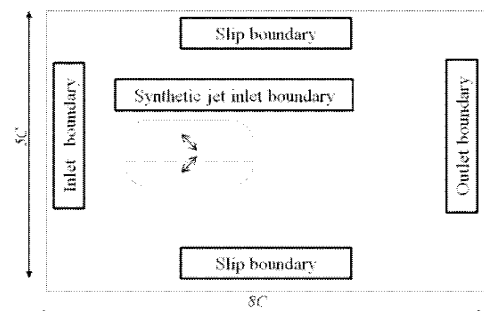 Slip boundary
Synthetic jet inlet boundary
Inlet boundary
Outlet boundary
5C
Slip boundary
8C